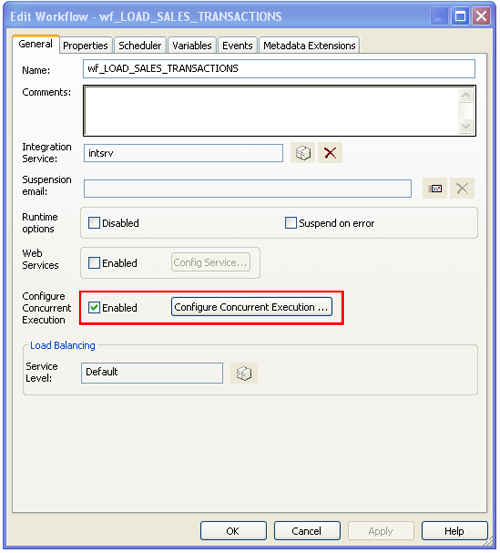 Edit Workflow - wf_LOAD_SALES_TRANSACTIONS
General Properties Scheduler Variables Events Metadata Extensions
Name: wf_LOAD_SALES_TRANSACTIONS
Comments:
Integration
Service: intsrv
Suspension
email:
Runtime
options Disabled Suspend on error
Web
Services Enabled Config Service...
Configure
Concurrent
Execution Enabled Configure Concurrent Execution ...
Load Balancing
Service
Level: Default
OK Cancel Apply Help